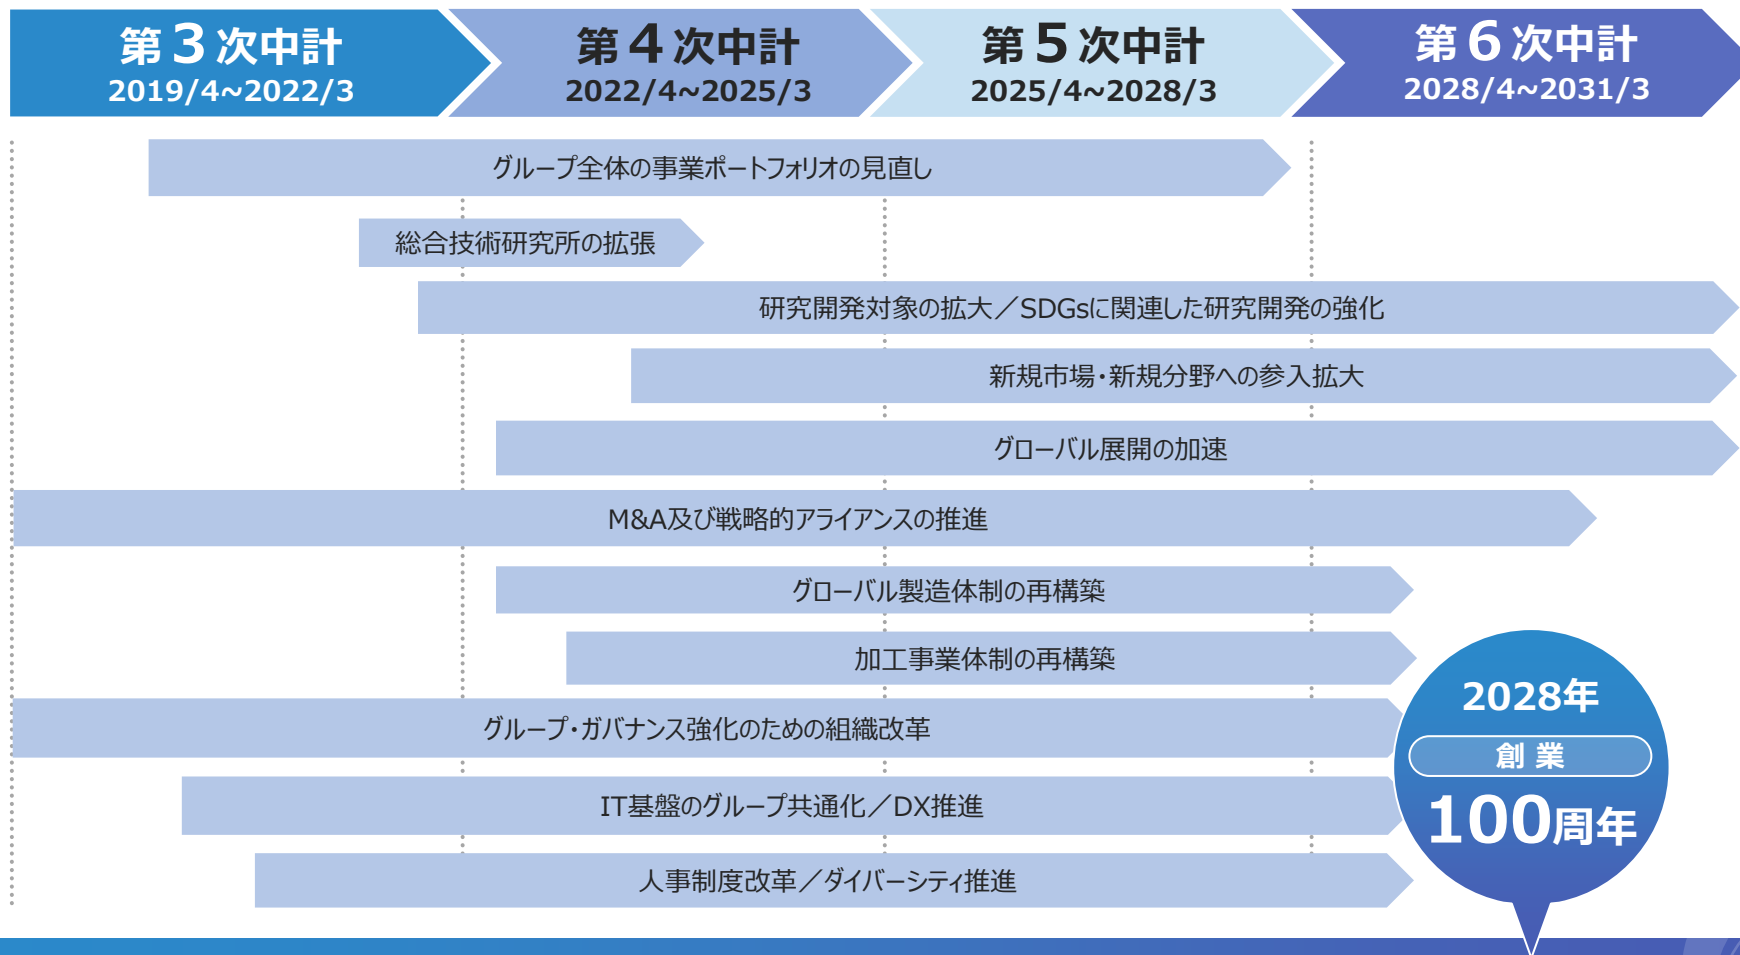 第3次中計
2019/4~2022/3
第4次中計
2022/4~2025/3
第5次中計
2025/4~2028/3
第6次中計
2028/4~2031/3
グループ全体の事業ポートフォリオの見直し
総合技術研究所の拡張
研究開発対象の拡大／SDGsに関連した研究開発の強化
新規市場・新規分野への参入拡大
グローバル展開の加速
M&A及び戦略的アライアンスの推進
グローバル製造体制の再構築
加工事業体制の再構築
グループ・ガバナンス強化のための組織改革
IT基盤のグループ共通化／DX推進
人事制度改革／ダイバーシティ推進
2028年
創業
100周年